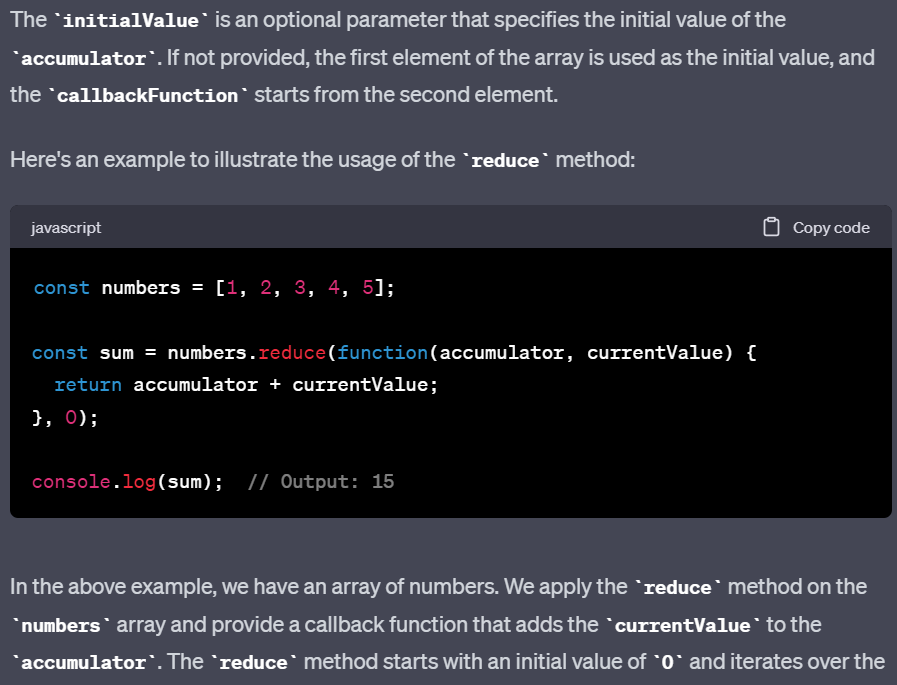 The `initialValue` is an optional parameter that specifies the initial value of the
`accumulator`. If not provided, the first element of the array is used as the initial value, and
the `callbackFunction` starts from the second element.
Here's an example to illustrate the usage of the `reduce` method:
javascript
Copy code
const numbers = [1, 2, 3, 4, 5];
const sum = numbers.reduce(function(accumulator, currentValue) {
  return accumulator + currentValue;
}, 0);
console.log(sum);  // Output: 15
In the above example, we have an array of numbers. We apply the `reduce` method on the
`numbers` array and provide a callback function that adds the `currentValue` to the
`accumulator`. The `reduce` method starts with an initial value of `0` and iterates over the